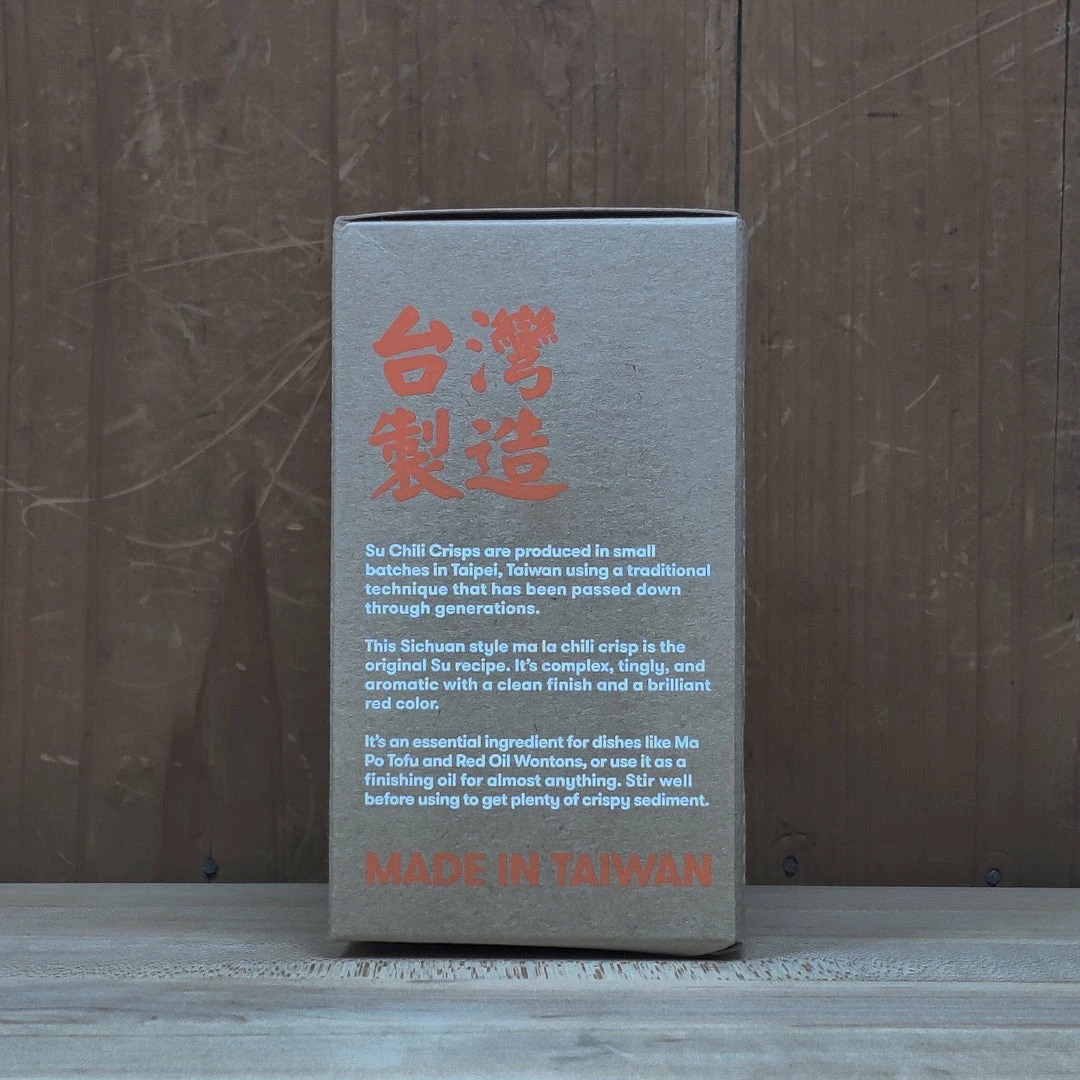 台灣
製造
Su Chili Crisps are produced in small
batches in Taipei, Taiwan using a traditional
technique that has been passed down
through generations.
This Sichuan style ma la chili crisp is the
original Su recipe. It's complex, tingly, and
aromatic with a clean finish and a brilliant
red color.
It's an essential ingredient for dishes like Ma
Po Tofu and Red Oil Wontons, or use it as a
finishing oil for almost anything. Stir well
before using to get plenty of crispy sediment.
MADE IN TAIWAN